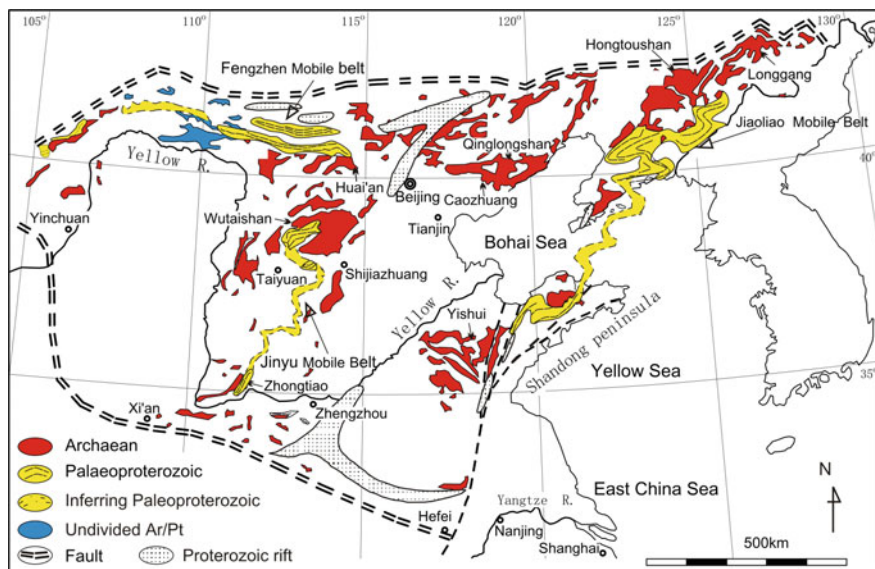 105°
110°
115°
120°
125°
130°
Hongtoushan
Longgang
Fengzhen Mobile belt
Jiaoliao Mobile Belt
Qinglongshan
40°
Yellow R.
Huai'an
Beijing
Caozhuang
Yinchuan
Wutaishan
Tianjin
Bohai Sea
Taiyuan
Shijiazhuang
Yellow R.
Yishui
Shandong peninsula
Jinyu Mobile Belt
Yellow Sea
35°
Zhongtiao
Xi'an
Zhengzhou
Archaean
Palaeoproterozoic
Inferring Paleoproterozoic
N
East China Sea
Undivided Ar/Pt
Yangtze R.
Hefei
Nanjing
500km
Fault
Proterozoic rift
Shanghai